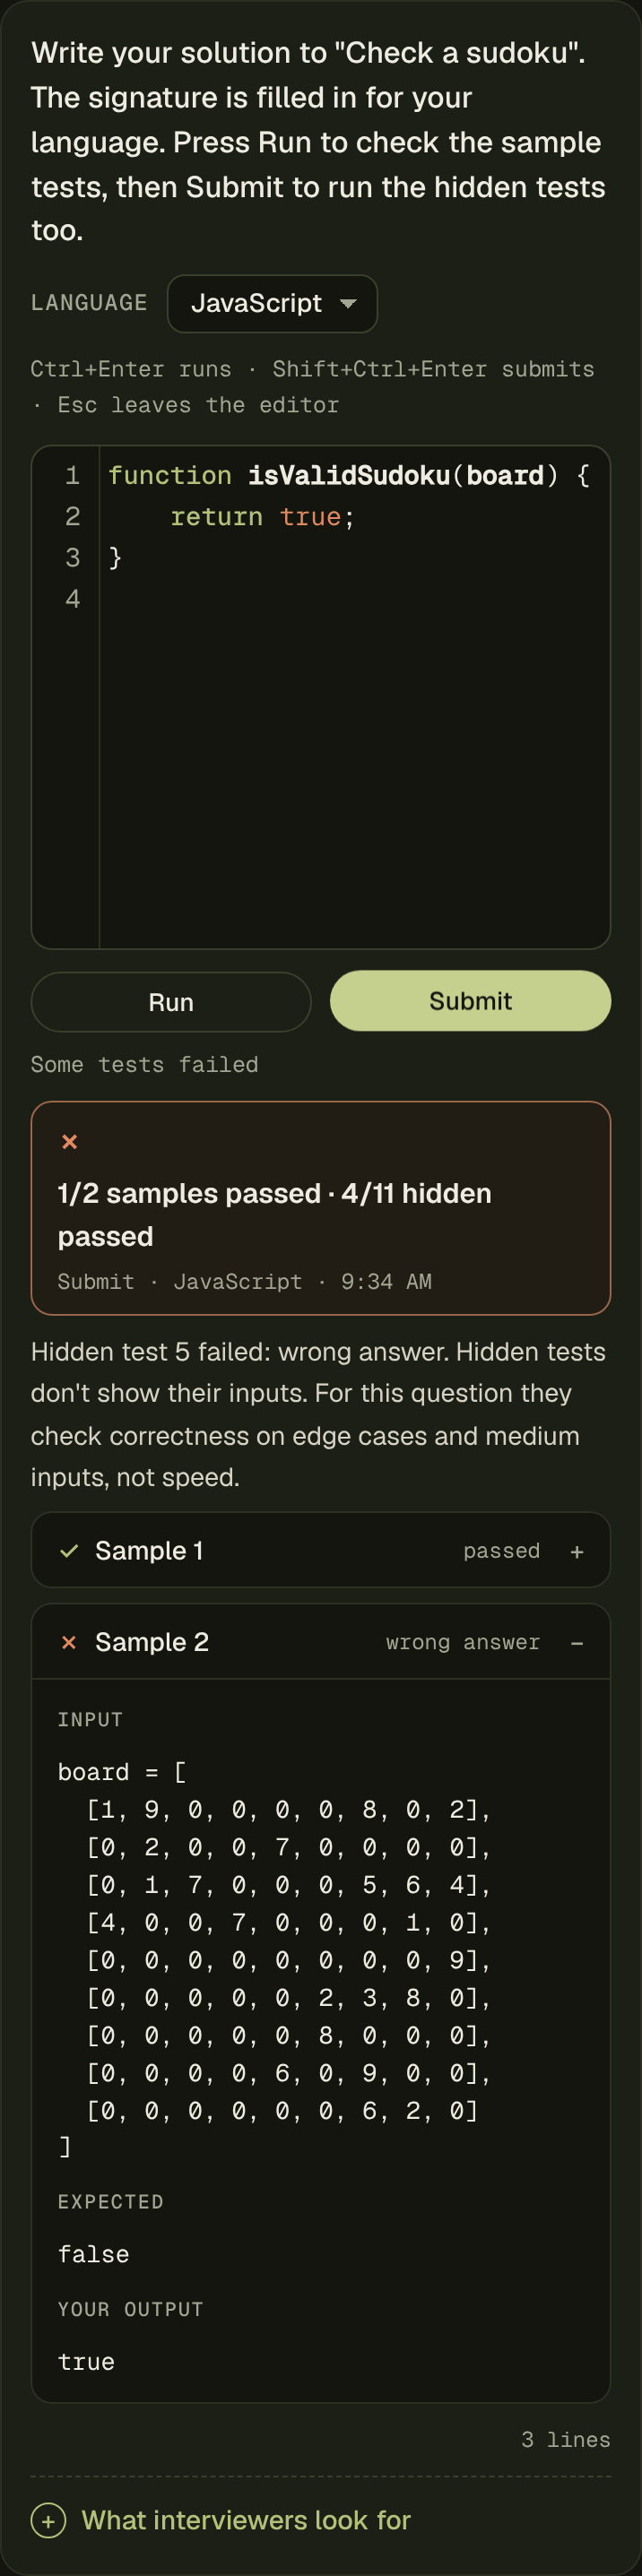 Write your solution to "Check a sudoku".
The signature is filled in for your
language. Press Run to check the sample
tests, then Submit to run the hidden tests
too.
LANGUAGE JavaScript
Ctrl+Enter runs · Shift+Ctrl+Enter submits
· Esc leaves the editor
1 function isValidSudoku(board) {
2     return true;
3 }
4
Run Submit
Some tests failed
×
1/2 samples passed · 4/11 hidden
passed
Submit · JavaScript · 9:34 AM
Hidden test 5 failed: wrong answer. Hidden tests
don't show their inputs. For this question they
check correctness on edge cases and medium
inputs, not speed.
✓ Sample 1 passed +
× Sample 2 wrong answer −
INPUT
board = [
  [1, 9, 0, 0, 0, 0, 8, 0, 2],
  [0, 2, 0, 0, 7, 0, 0, 0, 0],
  [0, 1, 7, 0, 0, 0, 5, 6, 4],
  [4, 0, 0, 7, 0, 0, 0, 1, 0],
  [0, 0, 0, 0, 0, 0, 0, 0, 9],
  [0, 0, 0, 0, 0, 2, 3, 8, 0],
  [0, 0, 0, 0, 0, 8, 0, 0, 0],
  [0, 0, 0, 0, 6, 0, 9, 0, 0],
  [0, 0, 0, 0, 0, 0, 6, 2, 0]
]
EXPECTED
false
YOUR OUTPUT
true
3 lines
+ What interviewers look for